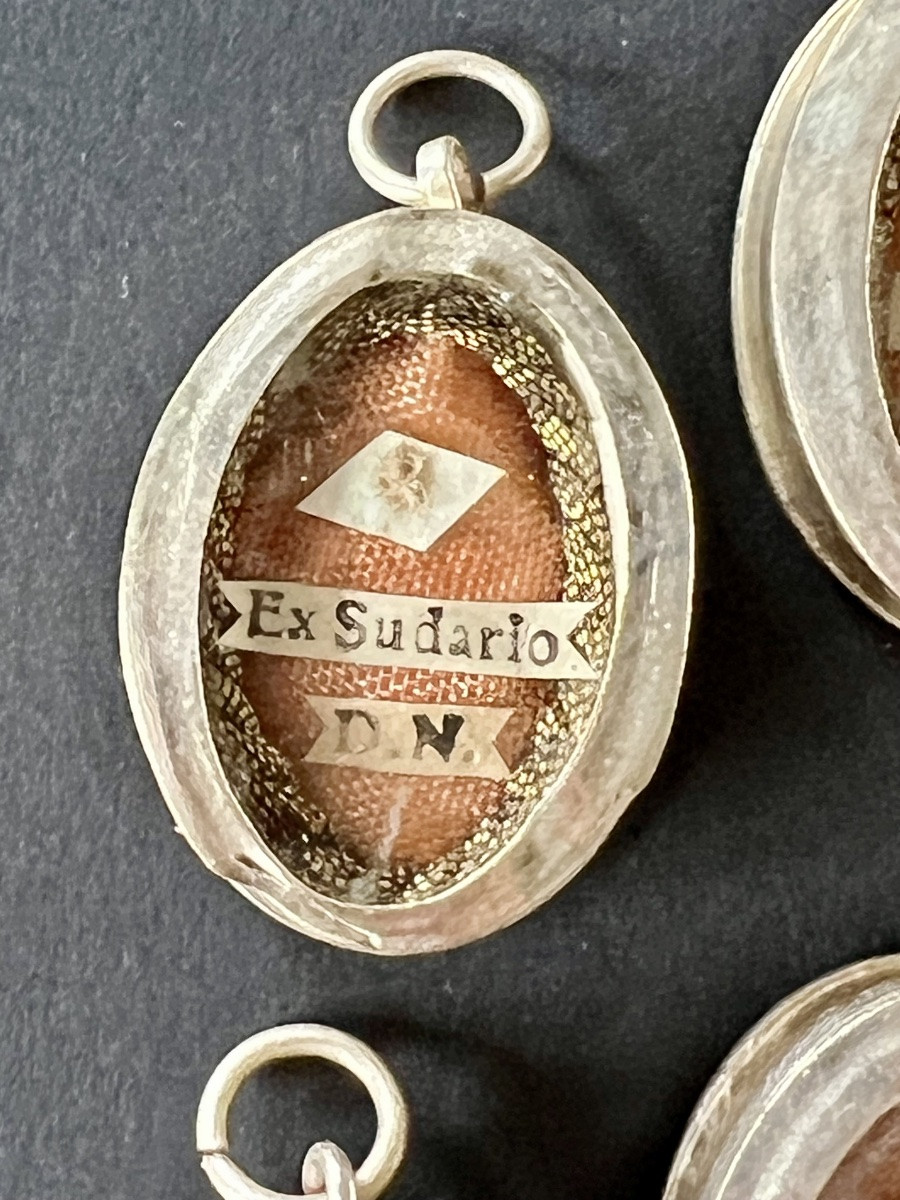 Ex Sudario
D. N.